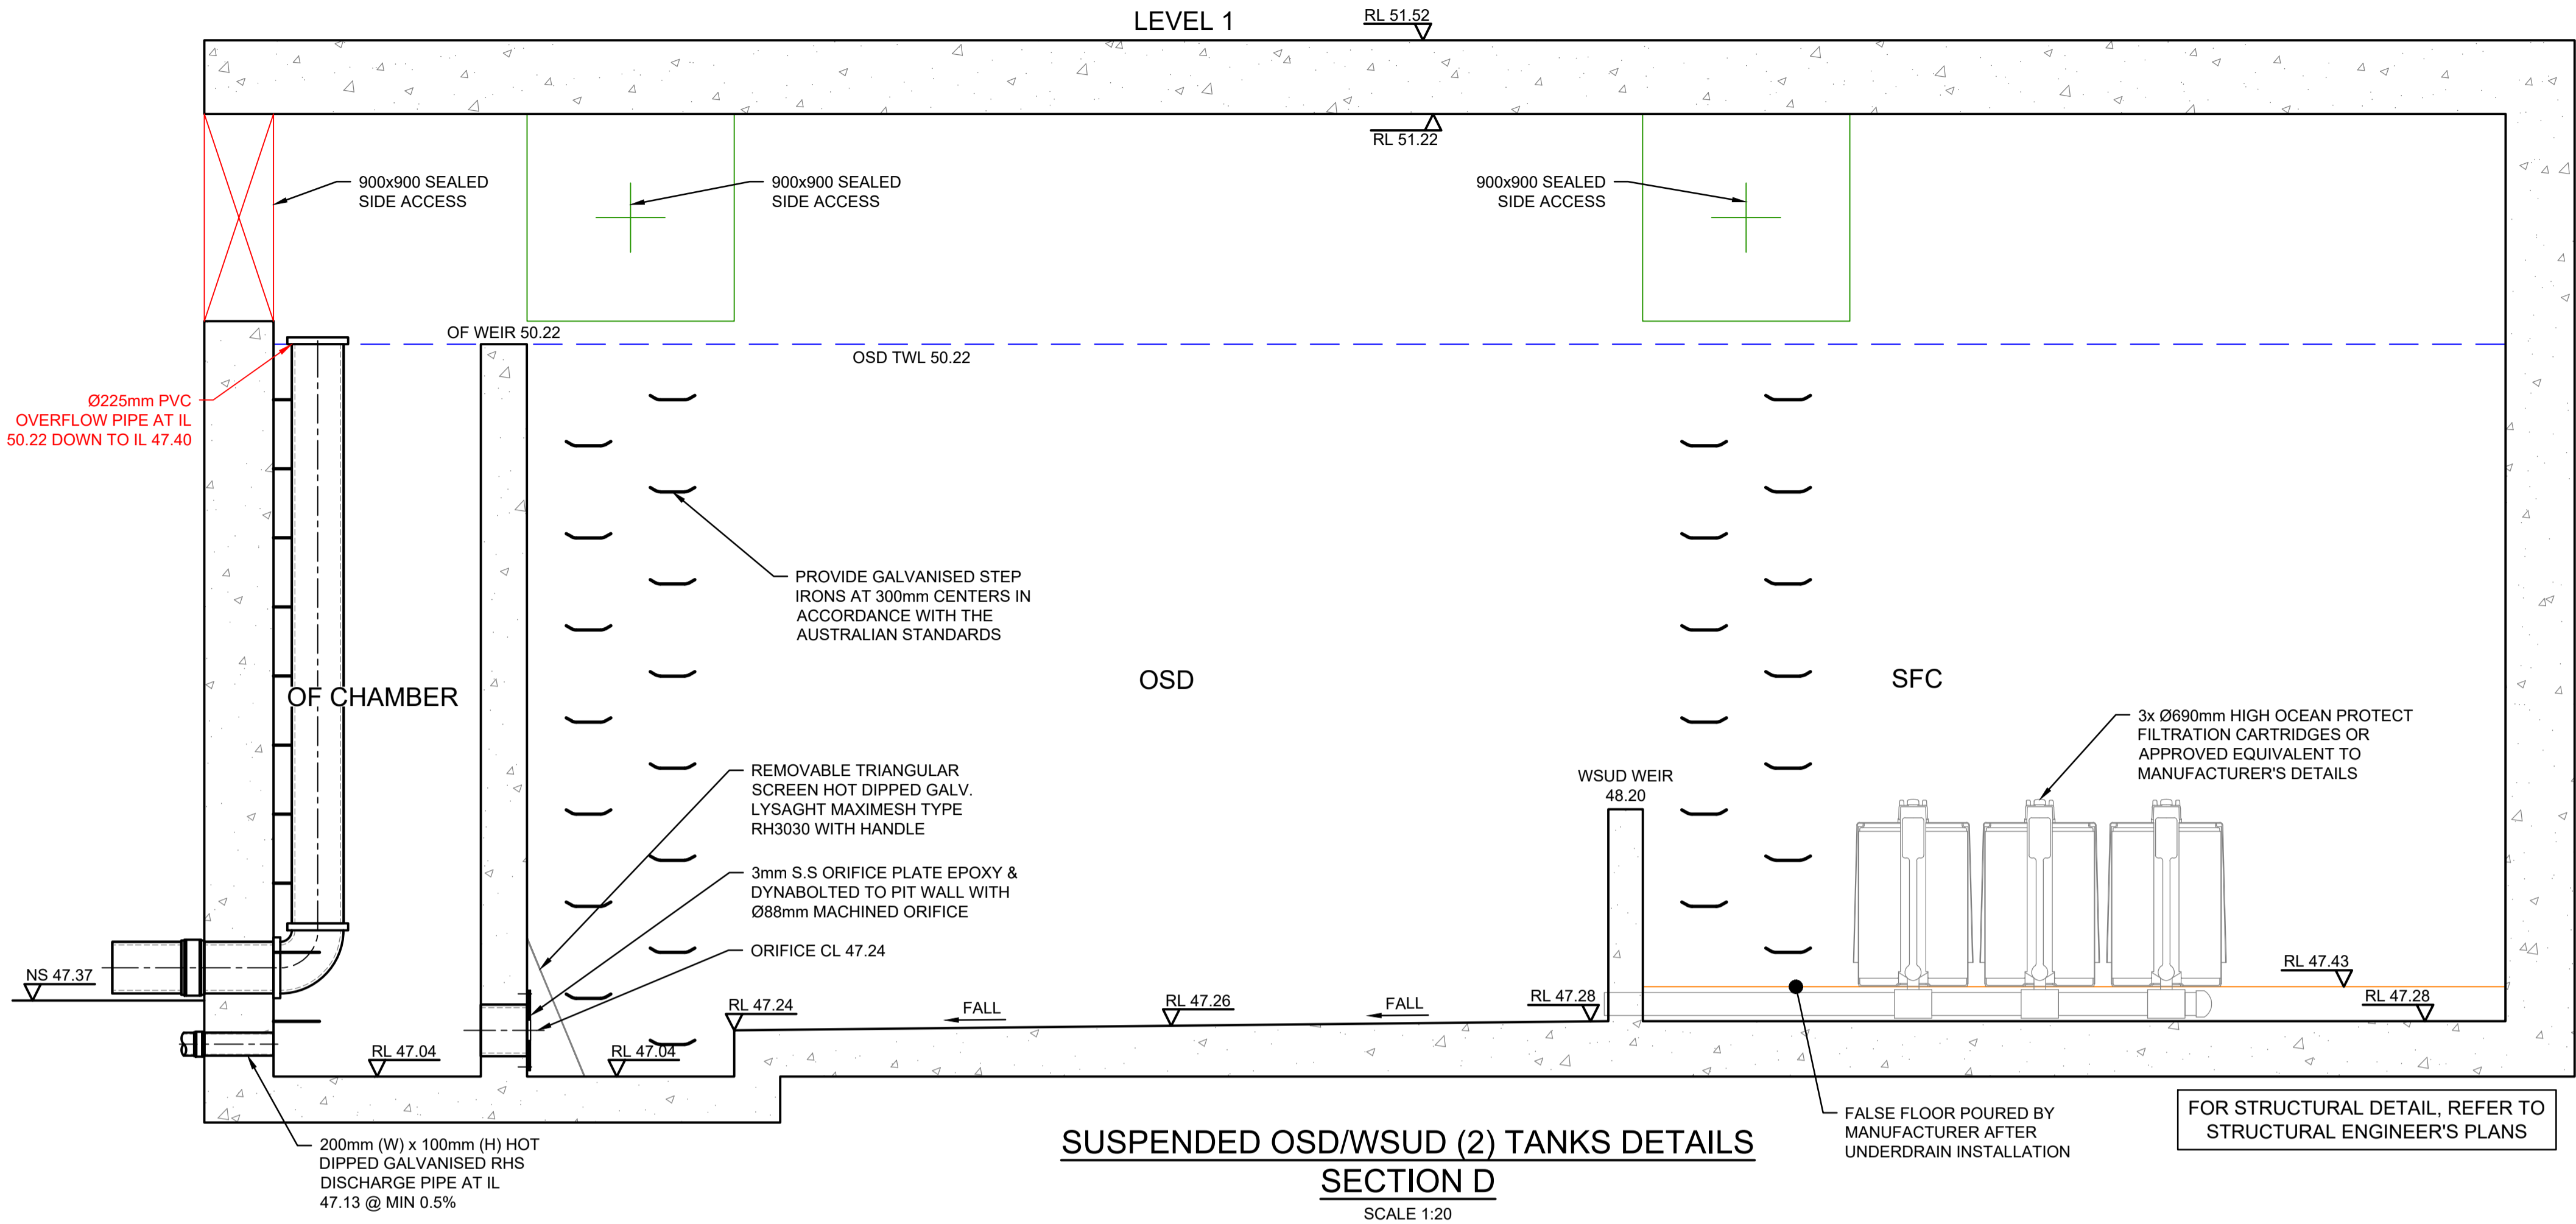 LEVEL 1
RL 51.52
RL 51.22
900x900 SEALED
SIDE ACCESS
900x900 SEALED
SIDE ACCESS
900x900 SEALED
SIDE ACCESS
OF WEIR 50.22
OSD TWL 50.22
Ø225mm PVC
OVERFLOW PIPE AT IL
50.22 DOWN TO IL 47.40
PROVIDE GALVANISED STEP
IRONS AT 300mm CENTERS IN
ACCORDANCE WITH THE
AUSTRALIAN STANDARDS
OF CHAMBER
OSD
SFC
3x Ø690mm HIGH OCEAN PROTECT
FILTRATION CARTRIDGES OR
APPROVED EQUIVALENT TO
MANUFACTURER'S DETAILS
REMOVABLE TRIANGULAR
SCREEN HOT DIPPED GALV.
LYSAGHT MAXIMESH TYPE
RH3030 WITH HANDLE
WSUD WEIR
48.20
3mm S.S ORIFICE PLATE EPOXY &
DYNABOLTED TO PIT WALL WITH
Ø88mm MACHINED ORIFICE
ORIFICE CL 47.24
NS 47.37
RL 47.24
FALL
RL 47.26
FALL
RL 47.28
RL 47.43
RL 47.28
RL 47.04
RL 47.04
200mm (W) x 100mm (H) HOT
DIPPED GALVANISED RHS
DISCHARGE PIPE AT IL
47.13 @ MIN 0.5%
FALSE FLOOR POURED BY
MANUFACTURER AFTER
UNDERDRAIN INSTALLATION
FOR STRUCTURAL DETAIL, REFER TO
STRUCTURAL ENGINEER'S PLANS
SUSPENDED OSD/WSUD (2) TANKS DETAILS
SECTION D
SCALE 1:20